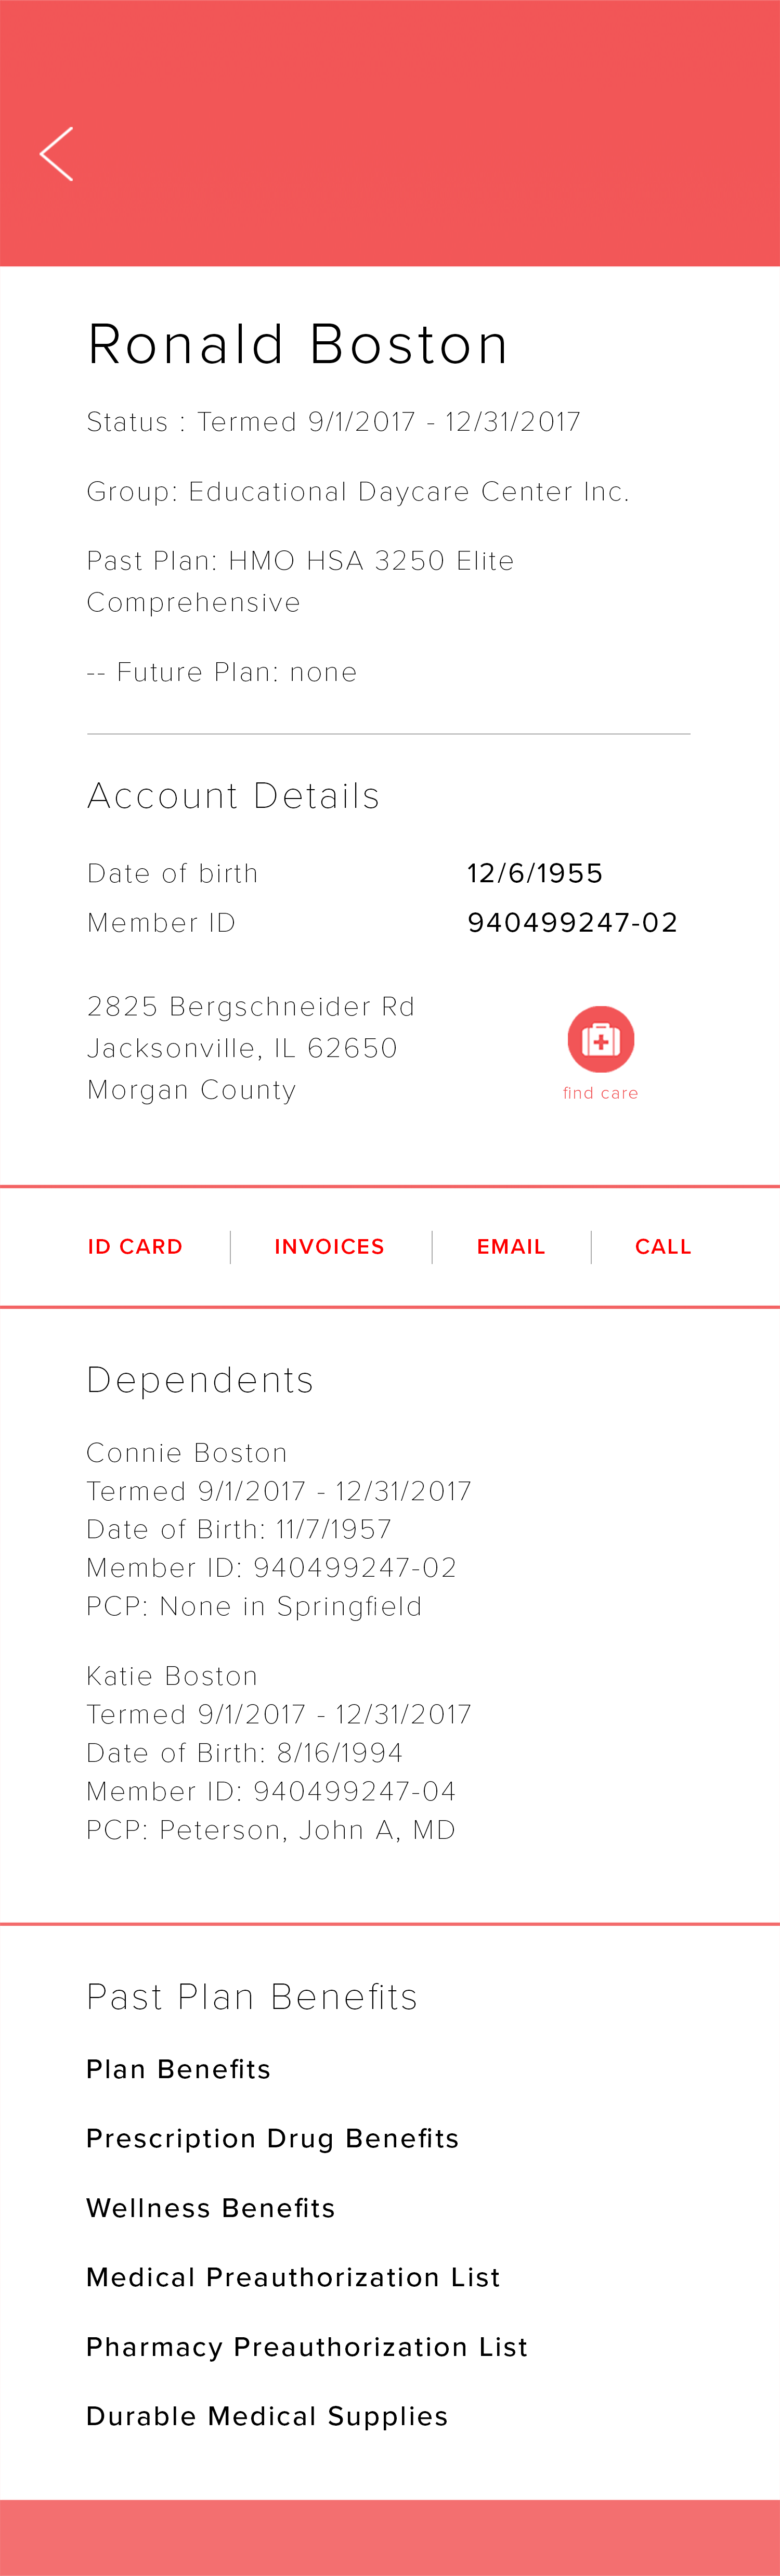 Ronald Boston
Status : Termed 9/1/2017 - 12/31/2017
Group: Educational Daycare Center Inc.
Past Plan: HMO HSA 3250 Elite
Comprehensive
-- Future Plan: none
Account Details
Date of birth 12/6/1955
Member ID 940499247-02
2825 Bergschneider Rd
Jacksonville, IL 62650
Morgan County
find care
ID CARD INVOICES EMAIL CALL
Dependents
Connie Boston
Termed 9/1/2017 - 12/31/2017
Date of Birth: 11/7/1957
Member ID: 940499247-02
PCP: None in Springfield
Katie Boston
Termed 9/1/2017 - 12/31/2017
Date of Birth: 8/16/1994
Member ID: 940499247-04
PCP: Peterson, John A, MD
Past Plan Benefits
Plan Benefits
Prescription Drug Benefits
Wellness Benefits
Medical Preauthorization List
Pharmacy Preauthorization List
Durable Medical Supplies